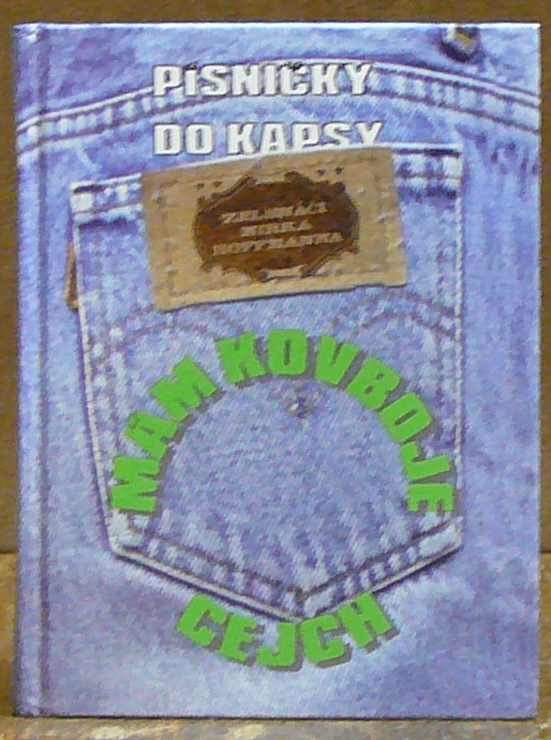 PÍSNIČKY
DO KAPSY
ZELENÁČI
MIRKA
HOFFMANNA
MÁM KOVBOJE
CEJCH